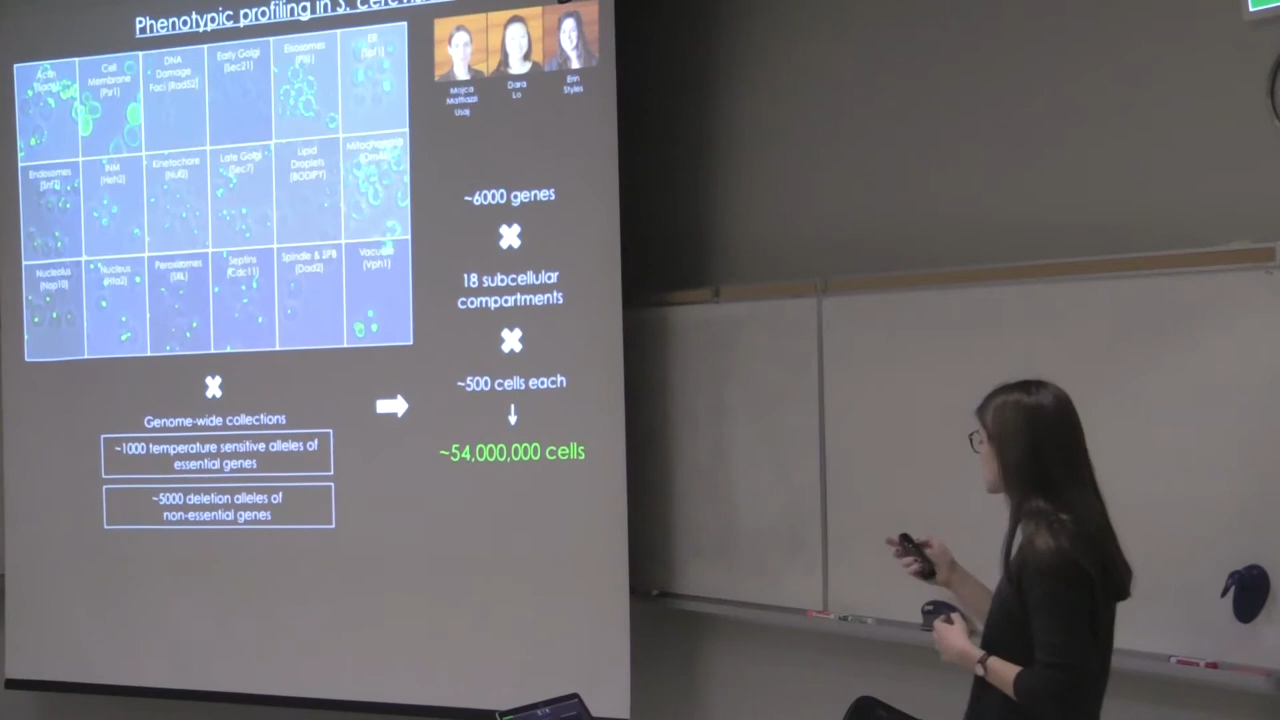 Phenotypic profiling in S.
Actin
Cell
Membrane
(Psr1)
DNA
Damage
Foci (Rad52)
Early Golgi
(Sec21)
Eisosomes
(Pil1)
ER
(Spf1)
Endosomes
(Snf7)
INM
(Heh2)
Kinetochore
(Nuf2)
Late Golgi
(Sec7)
Lipid
Droplets
(BODIPY)
Mitochondria
Nucleolus
(Nop10)
Nucleus
(Hta2)
Peroxisomes
(SKL)
Septins
(Cdc11)
Spindle & SPB
(Dad2)
Vacuole
(Vph1)
Mojca
Mattiazzi
Usaj
Dara
Lo
Erin
Styles
~6000 genes
18 subcellular
compartments
~500 cells each
~54,000,000 cells
Genome-wide collections
~1000 temperature sensitive alleles of
essential genes
~5000 deletion alleles of
non-essential genes